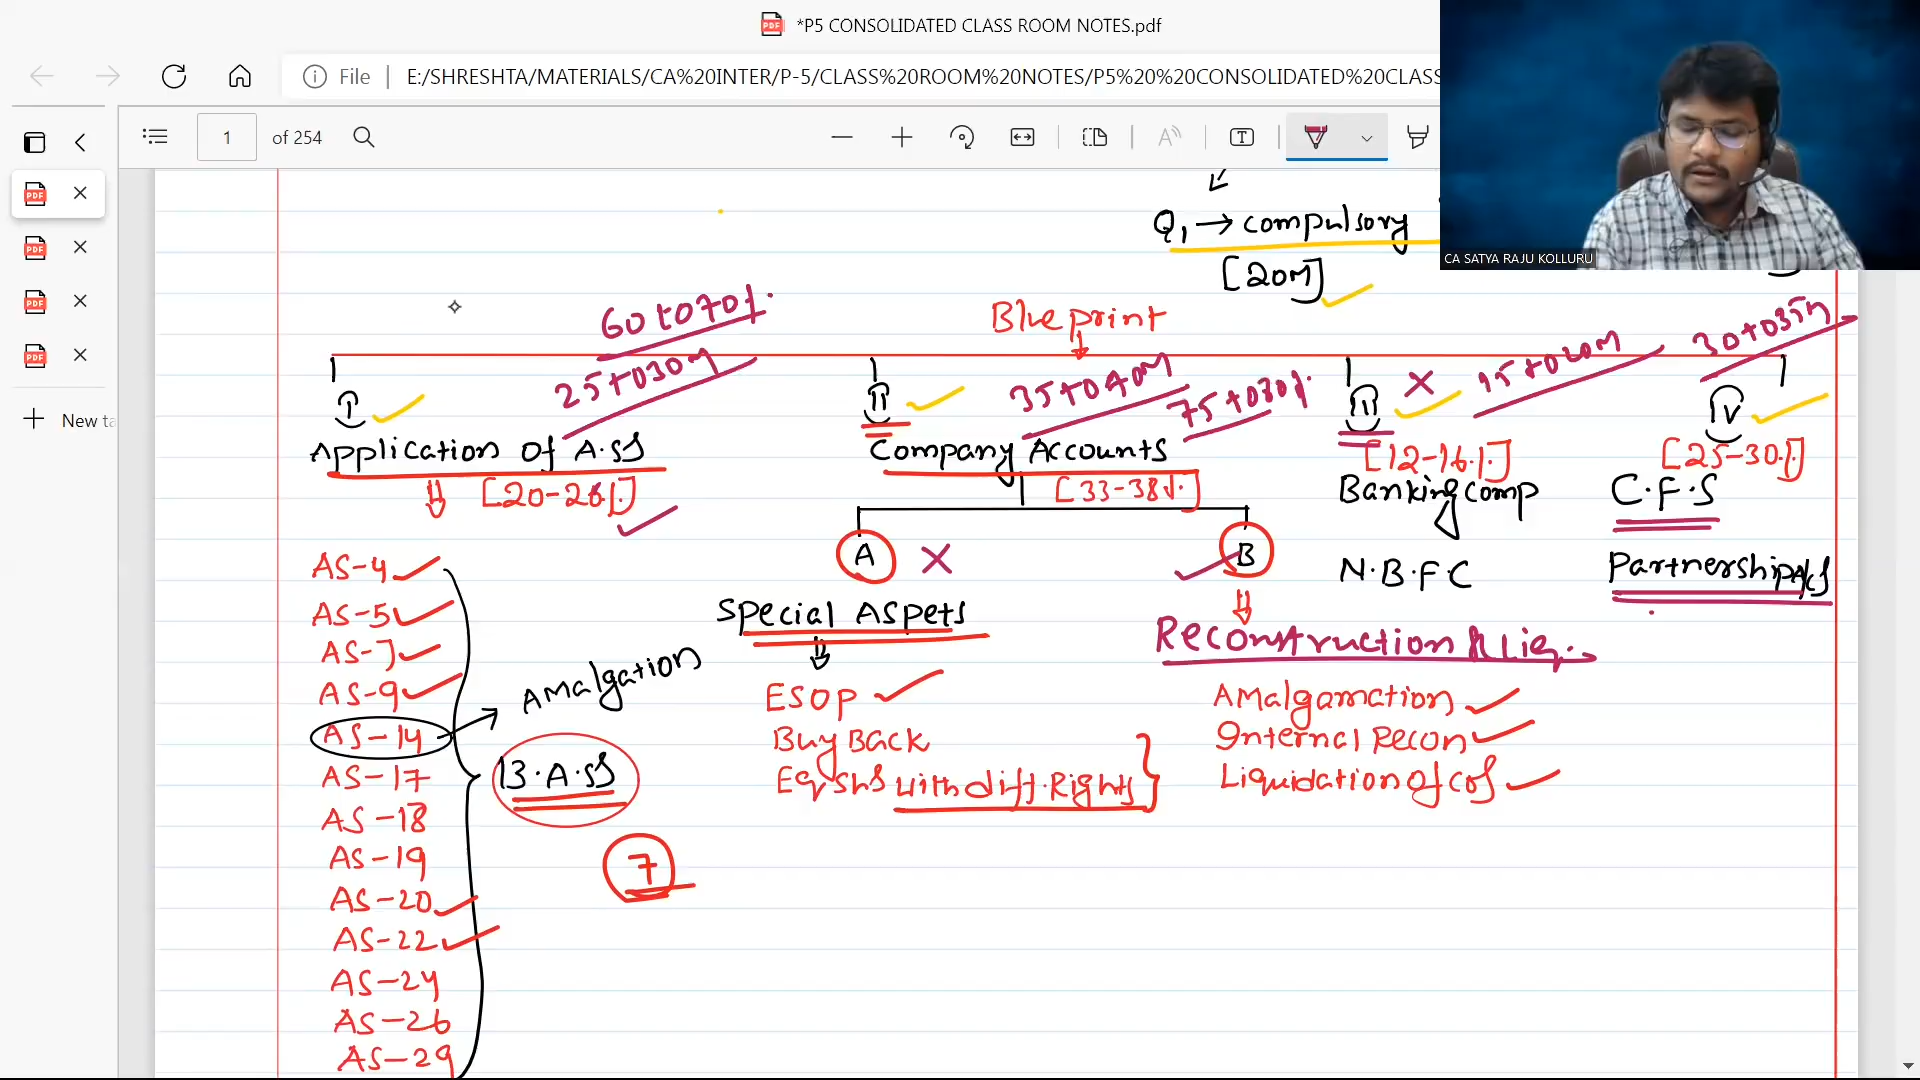 *P5 CONSOLIDATED CLASS ROOM NOTES.pdf
File
E:/SHRESHTA/MATERIALS/CA%20INTER/P-5/CLASS%20ROOM%20NOTES/P5%20%20CONSOLIDATED%20CLASS
1 of 254
New ta
CA SATYA RAJU KOLLURU
Q1 → compulsory
[20M]
Blueprint
60 to 70%
25 to 30M
35 to 40M
75 to 80%
15 to 20M
30 to 35M
I
II
III
IV
Application of A.SS
Company Accounts
[12-16%]
[25-30%]
[33-38%]
Banking comp
C.F.S
A
B
N.B.F.C
Partnership A/cs
Special Aspets
Reconstruction & Liq.
AS-4
AS-5
AS-7
AS-9
AS-14
AS-17
AS-18
AS-19
AS-20
AS-22
AS-24
AS-26
AS-29
Amalgation
13.A.SS
7
ESOP
Buy Back
Eq shs with diff. Rights
Amalgamation
Internal Recon
Liquidation of cos